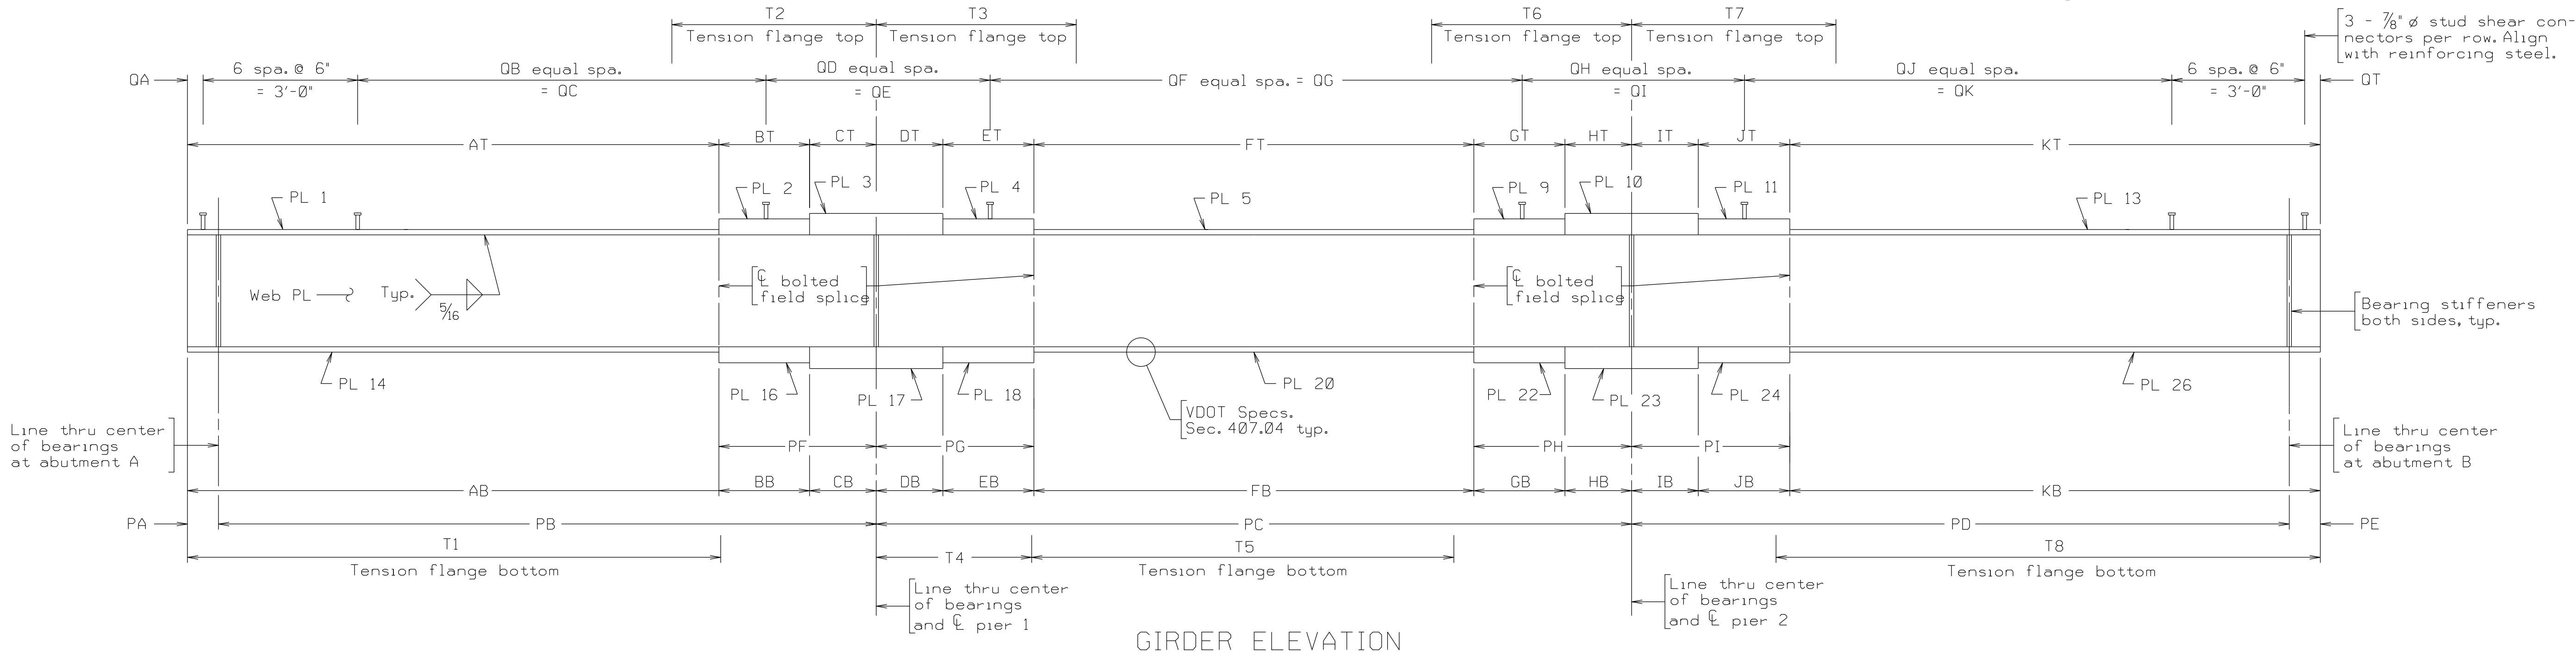 T2
T3
T6
T7
Tension flange top
Tension flange top
Tension flange top
Tension flange top
3 - 7/8" ø stud shear con-
nectors per row. Align
with reinforcing steel.
QA
6 spa. @ 6"
= 3'-0"
QB equal spa.
= QC
QD equal spa.
= QE
QF equal spa. = QG
QH equal spa.
= QI
QJ equal spa.
= QK
6 spa. @ 6"
= 3'-0"
QT
AT
BT
CT
DT
ET
FT
GT
HT
IT
JT
KT
PL 1
PL 2
PL 3
PL 4
PL 5
PL 9
PL 10
PL 11
PL 13
Web PL
Typ.
5/16
℄ bolted
field splice
℄ bolted
field splice
Bearing stiffeners
both sides, typ.
PL 14
PL 16
PL 17
PL 18
PL 20
PL 22
PL 23
PL 24
PL 26
VDOT Specs.
Sec. 407.04 typ.
Line thru center
of bearings
at abutment A
PF
PG
PH
PI
Line thru center
of bearings
at abutment B
AB
BB
CB
DB
EB
FB
GB
HB
IB
JB
KB
PA
PB
PC
PD
PE
T1
Tension flange bottom
T4
T5
Tension flange bottom
T8
Tension flange bottom
Line thru center
of bearings
and ℄ pier 1
Line thru center
of bearings
and ℄ pier 2
GIRDER ELEVATION